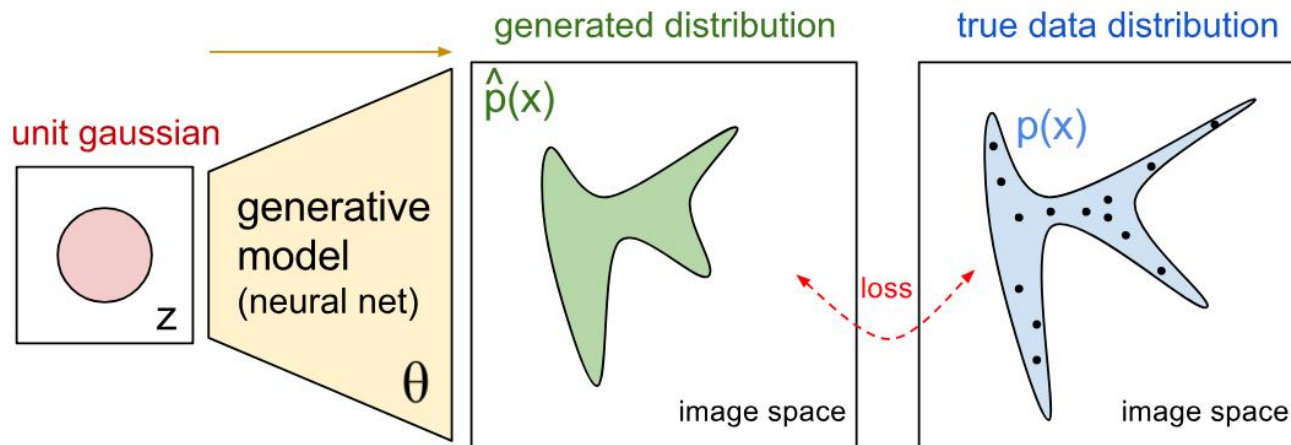 generated distribution
true data distribution
unit gaussian
z
generative
model
(neural net)
θ
p̂(x)
image space
loss
p(x)
image space